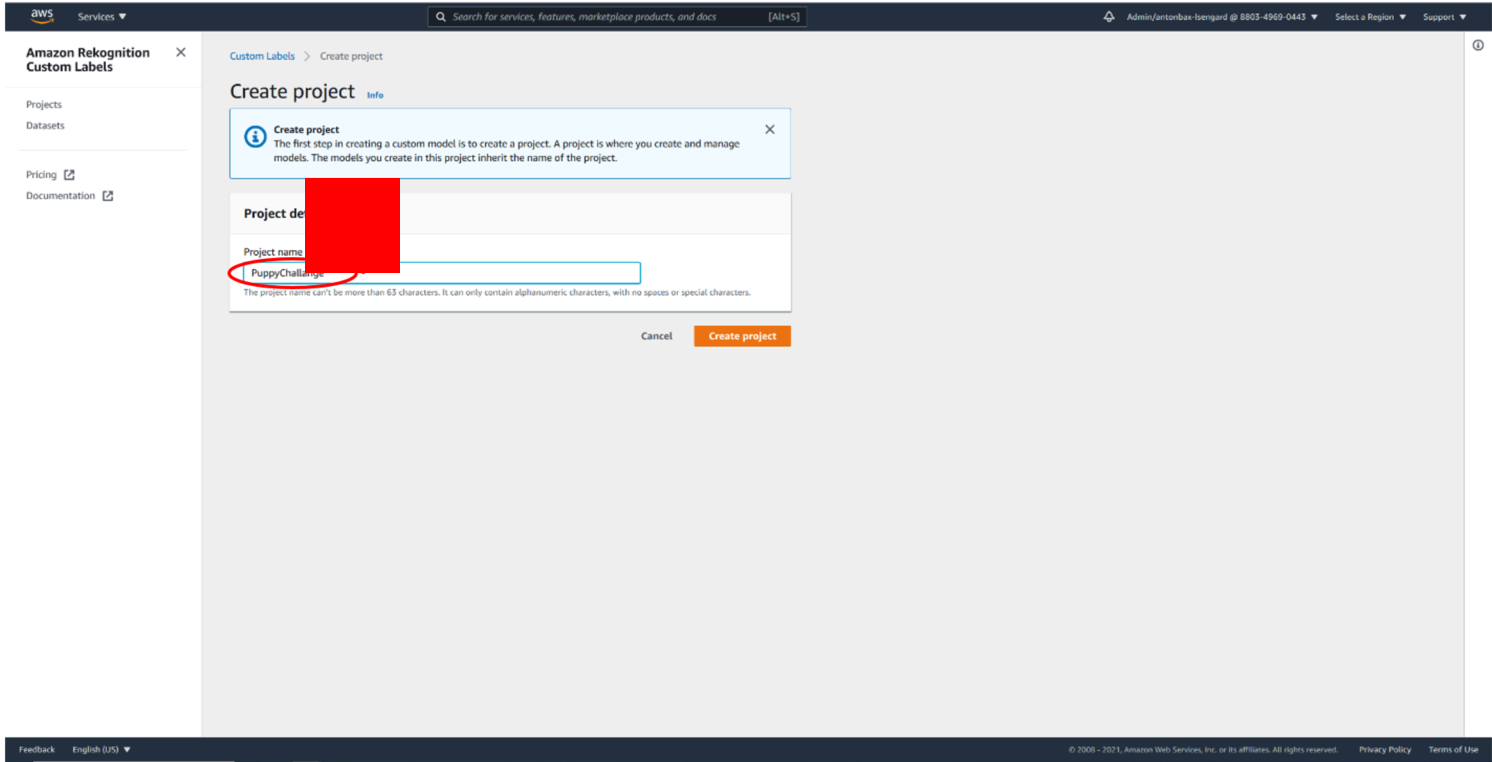 aws Services ▼ Search for services, features, marketplace products, and docs [Alt+S] Admin/antonbax-Isengard @ 8803-4969-0443 ▼ Select a Region ▼ Support ▼
Amazon Rekognition
Custom Labels
Projects
Datasets
Pricing
Documentation
Custom Labels > Create project
Create project Info
Create project
The first step in creating a custom model is to create a project. A project is where you create and manage
models. The models you create in this project inherit the name of the project.
Project
Project name
PuppyChallange
The project name can't be more than 63 characters. It can only contain alphanumeric characters, with no spaces or special characters.
Cancel Create project
Feedback English (US) ▼ © 2008 - 2021, Amazon Web Services, Inc. or its affiliates. All rights reserved. Privacy Policy Terms of Use